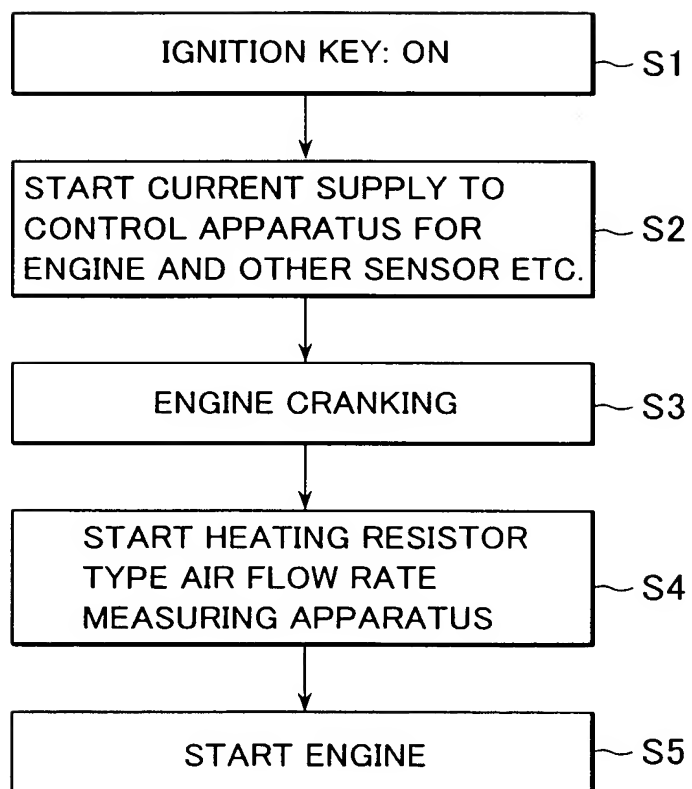 IGNITION KEY: ON
S1
START CURRENT SUPPLY TO
CONTROL APPARATUS FOR
ENGINE AND OTHER SENSOR ETC.
S2
ENGINE CRANKING
S3
START HEATING RESISTOR
TYPE AIR FLOW RATE
MEASURING APPARATUS
S4
START ENGINE
S5